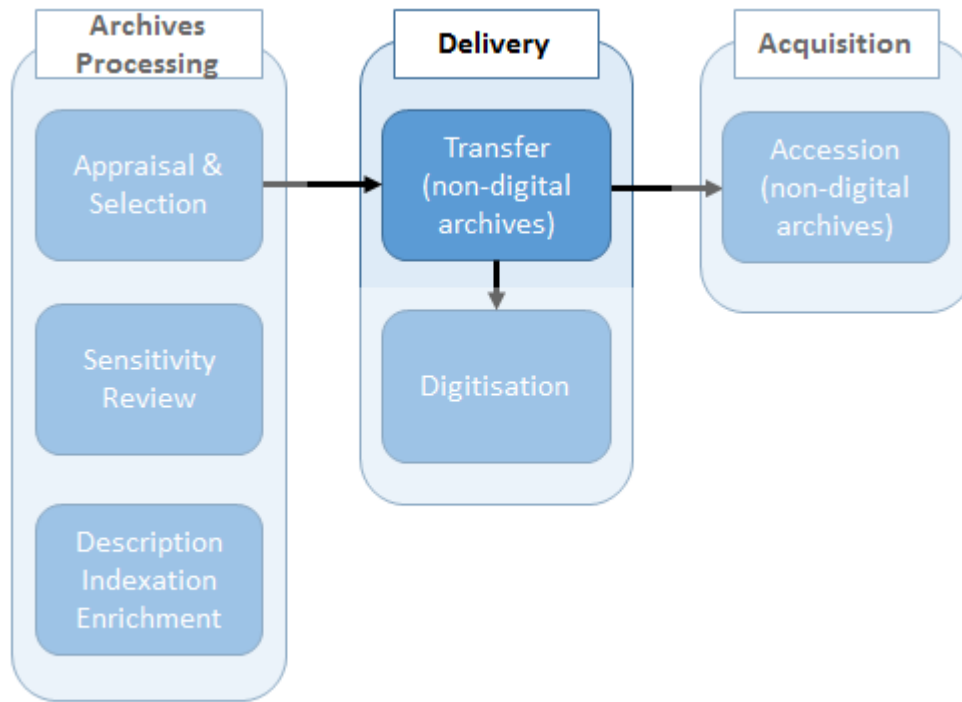 Archives
Processing
Appraisal &
Selection
Sensitivity
Review
Description
Indexation
Enrichment
Delivery
Transfer
(non-digital
archives)
Digitisation
Acquisition
Accession
(non-digital
archives)